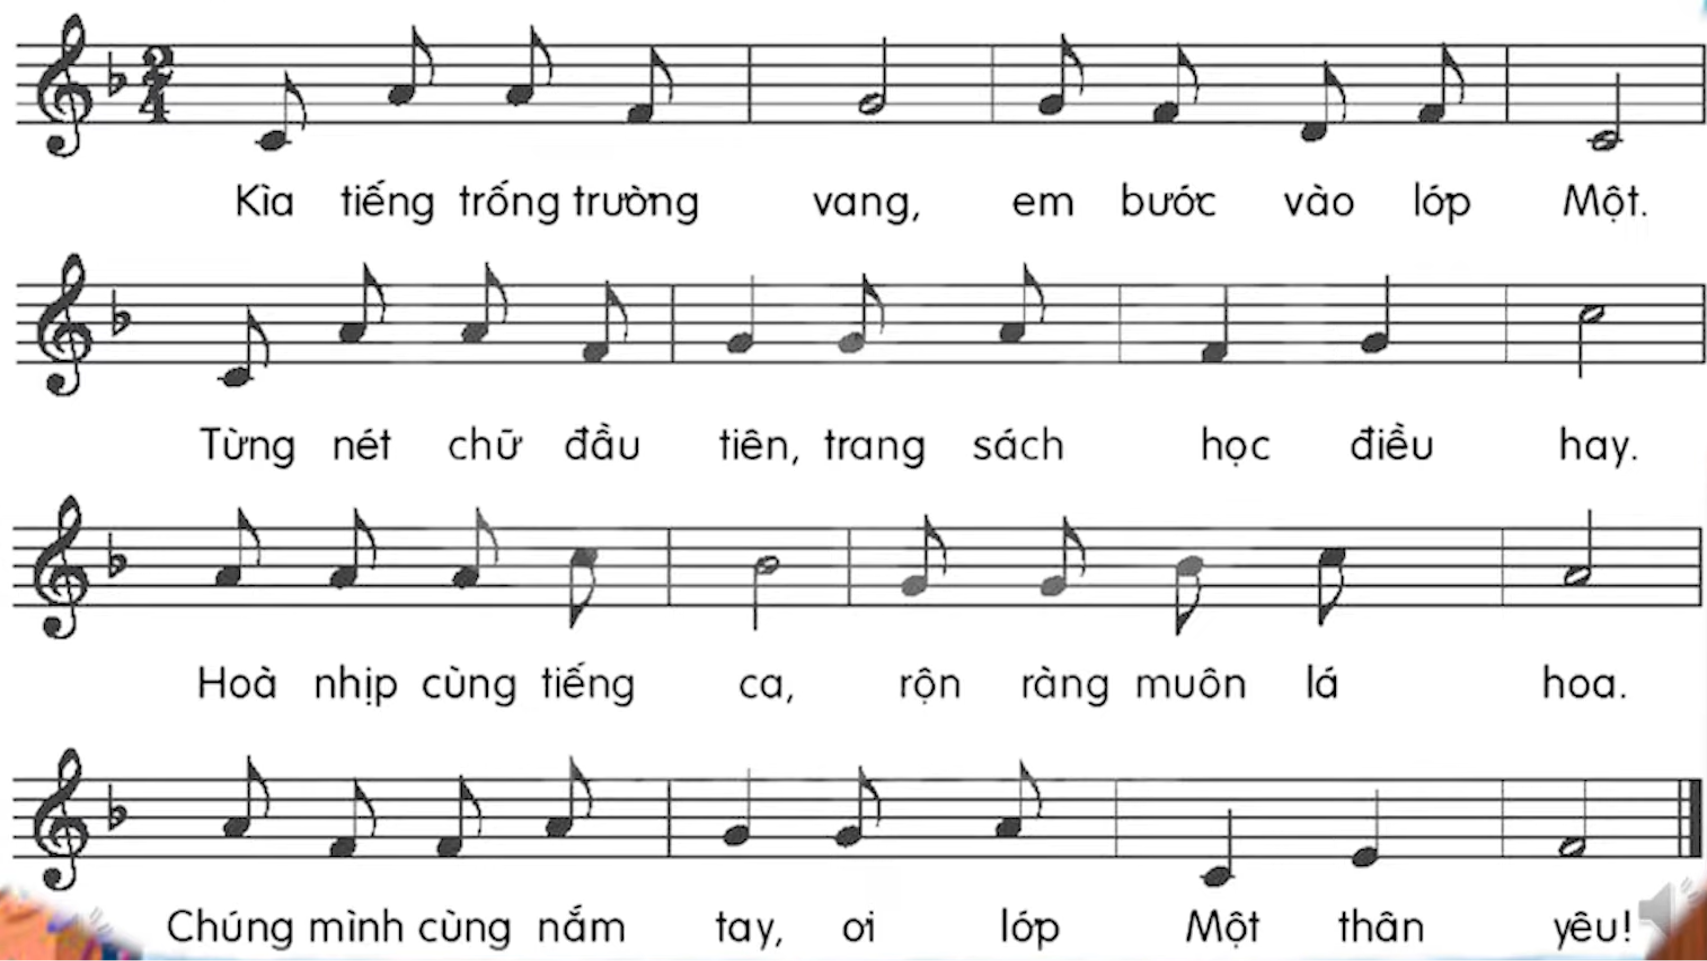 2
4
Kìa tiếng trống trường vang, em bước vào lớp Một.
Từng nét chữ đầu tiên, trang sách học điều hay.
Hoà nhịp cùng tiếng ca, rộn ràng muôn lá hoa.
Chúng mình cùng nắm tay, ơi lớp Một thân yêu!